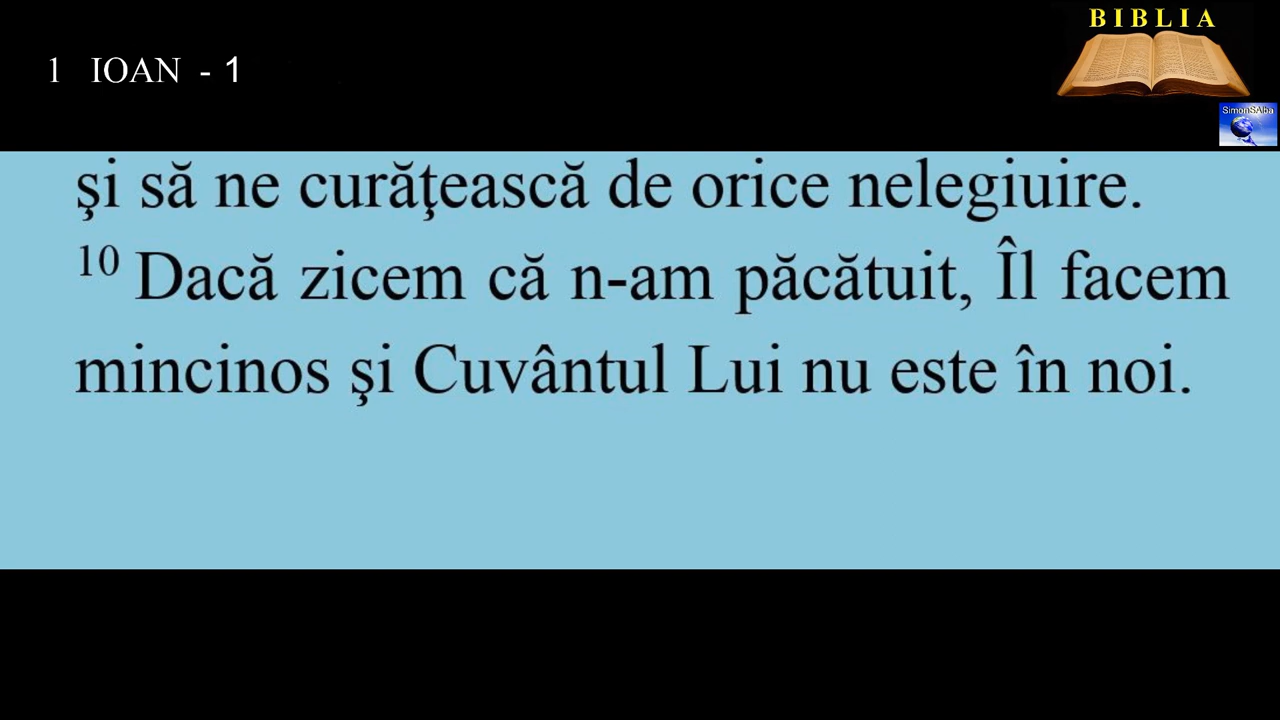 BIBLIA
1 IOAN - 1
SimonSAlba
şi să ne curăţească de orice nelegiuire.
10 Dacă zicem că n-am păcătuit, Îl facem
mincinos şi Cuvântul Lui nu este în noi.